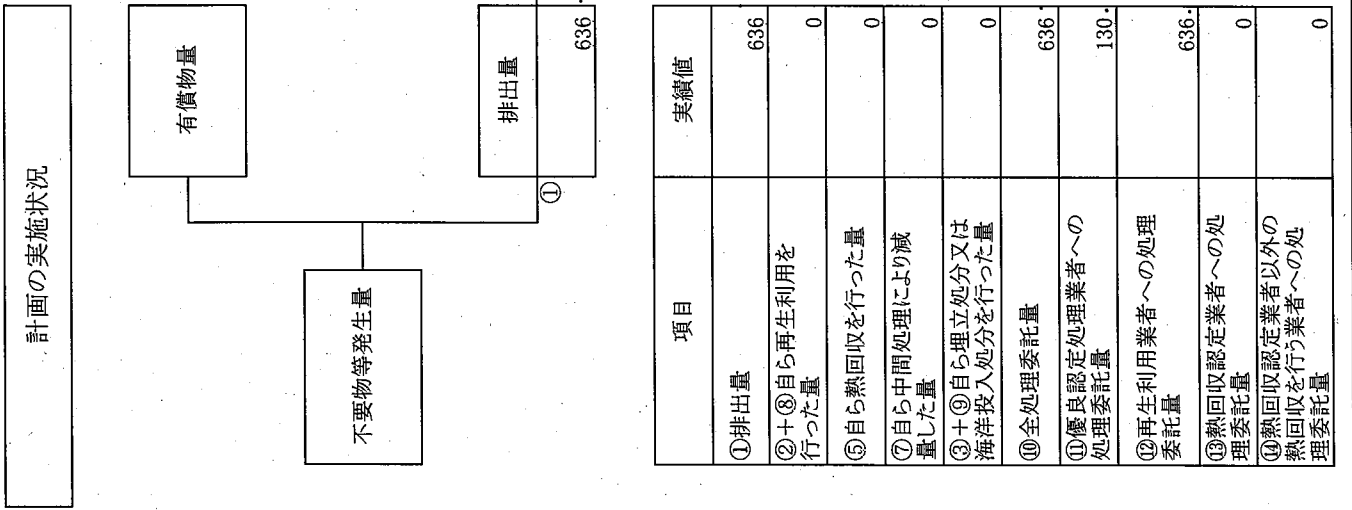 計画の実施状況
不要物等発生量
有償物量
①
排出量
636.
項目
実績値
①排出量
636
②+⑧自ら再生利用を
行った量
0
⑤自ら熱回収を行った量
0
⑦自ら中間処理により減
量した量
0
③+⑨自ら埋立処分又は
海洋投入処分を行った量
0
⑩全処理委託量
636.
⑪優良認定処理業者への
処理委託量
130.
⑫再生利用業者への処理
委託量
636.
⑬熱回収認定業者への処
理委託量
0
⑭熱回収認定業者以外の
熱回収を行う業者への処
理委託量
0